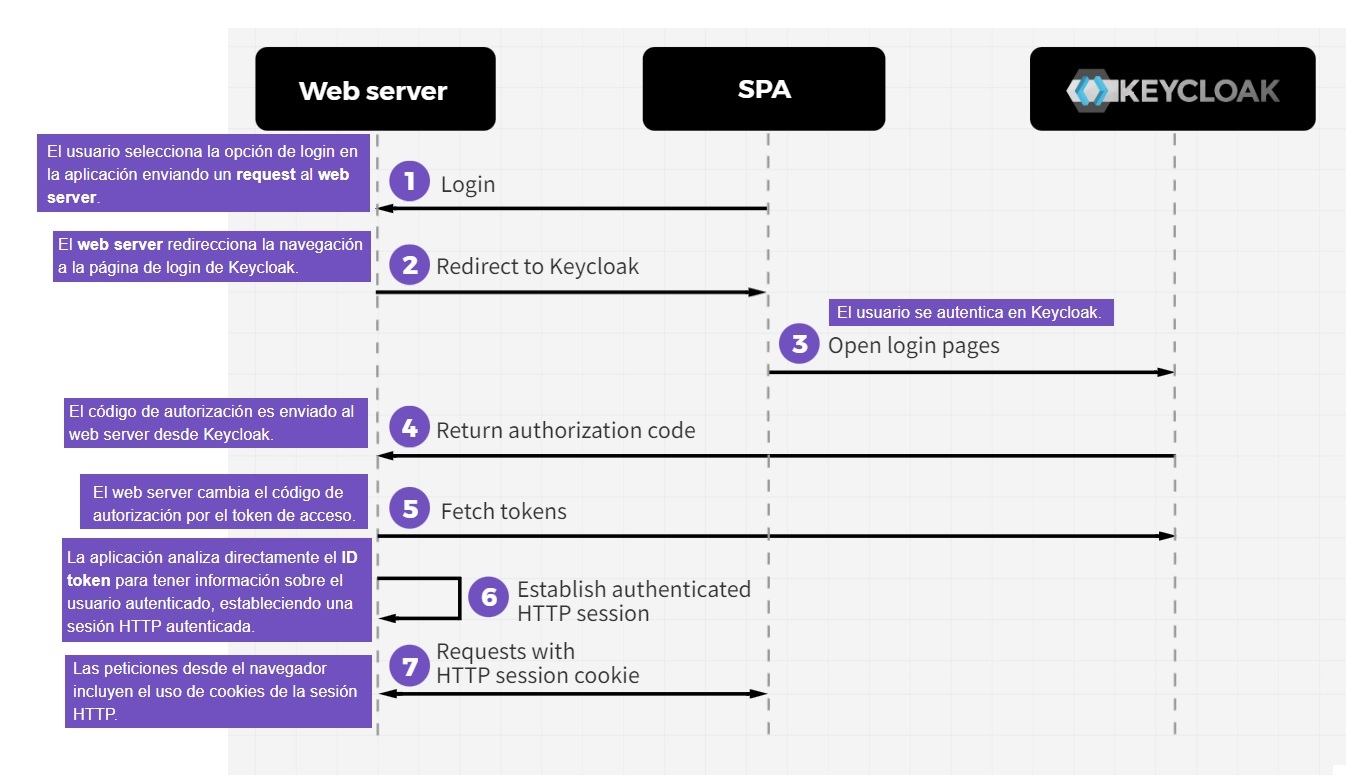 Web server
SPA
KEYCLOAK
El usuario selecciona la opción de login en
la aplicación enviando un request al web
server.
1
Login
El web server redirecciona la navegación
a la página de login de Keycloak.
2
Redirect to Keycloak
El usuario se autentica en Keycloak.
3
Open login pages
El código de autorización es enviado al
web server desde Keycloak.
4
Return authorization code
El web server cambia el código de
autorización por el token de acceso.
5
Fetch tokens
La aplicación analiza directamente el ID
token para tener información sobre el
usuario autenticado, estableciendo una
sesión HTTP autenticada.
6
Establish authenticated
HTTP session
Las peticiones desde el navegador
incluyen el uso de cookies de la sesión
HTTP.
7
Requests with
HTTP session cookie